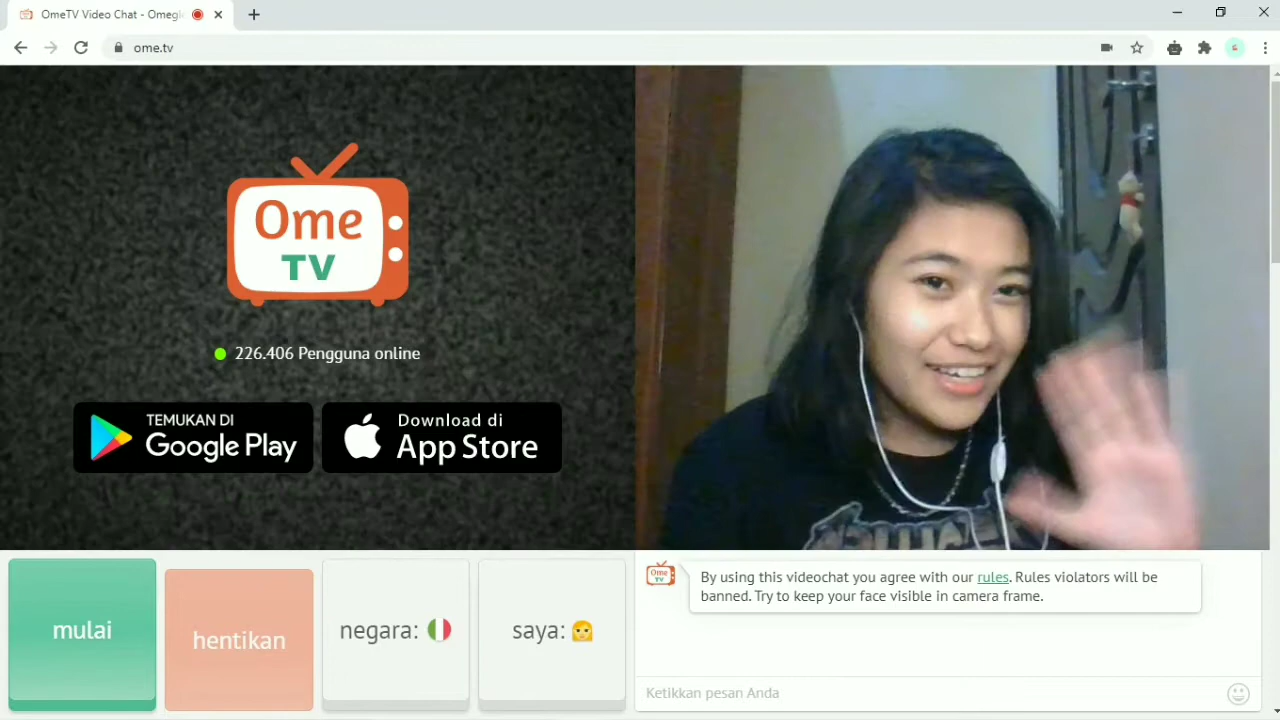 OmeTV Video Chat - Omegl
ome.tv
Ome
TV
226.406 Pengguna online
TEMUKAN DI
Google Play
Download di
App Store
mulai
hentikan
negara:
saya:
Ome
TV
By using this videochat you agree with our rules. Rules violators will be
banned. Try to keep your face visible in camera frame.
Ketikkan pesan Anda